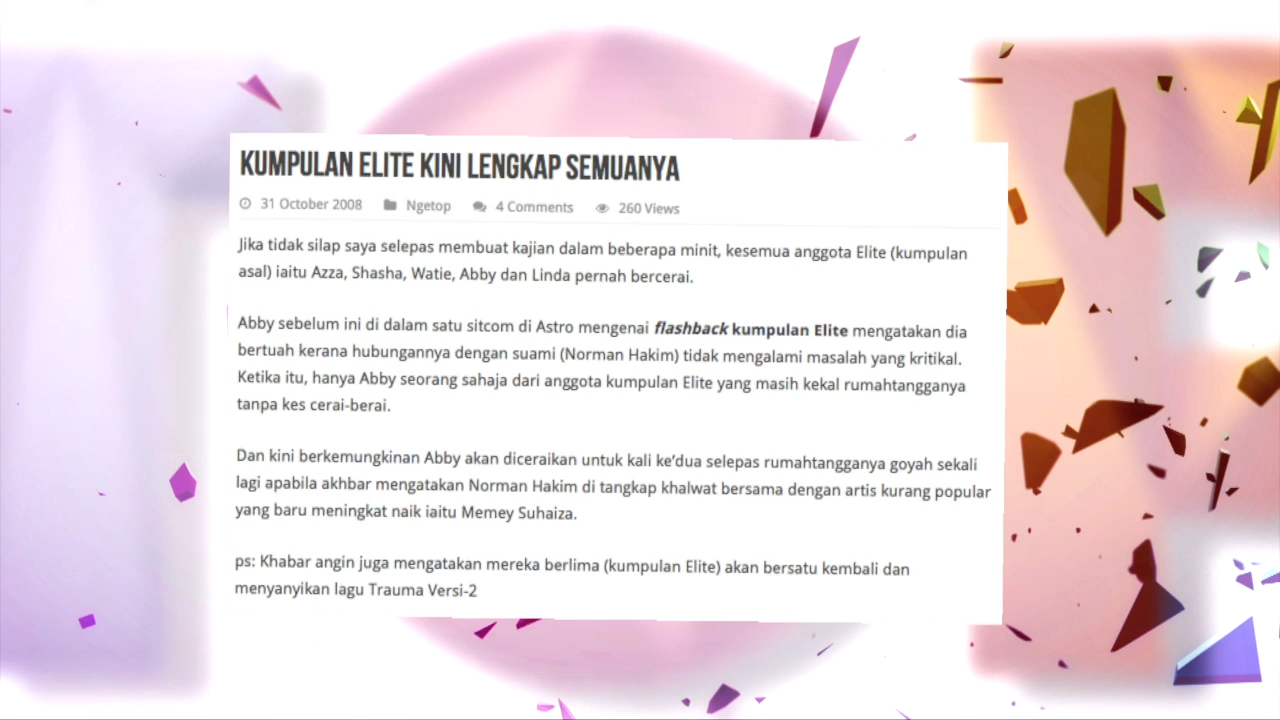 KUMPULAN ELITE KINI LENGKAP SEMUANYA
31 October 2008 Ngetop 4 Comments 260 Views
Jika tidak silap saya selepas membuat kajian dalam beberapa minit, kesemua anggota Elite (kumpulan
asal) iaitu Azza, Shasha, Watie, Abby dan Linda pernah bercerai.
Abby sebelum ini di dalam satu sitcom di Astro mengenai flashback kumpulan Elite mengatakan dia
bertuah kerana hubungannya dengan suami (Norman Hakim) tidak mengalami masalah yang kritikal.
Ketika itu, hanya Abby seorang sahaja dari anggota kumpulan Elite yang masih kekal rumahtangganya
tanpa kes cerai-berai.
Dan kini berkemungkinan Abby akan diceraikan untuk kali ke'dua selepas rumahtangganya goyah sekali
lagi apabila akhbar mengatakan Norman Hakim di tangkap khalwat bersama dengan artis kurang popular
yang baru meningkat naik iaitu Memey Suhaiza.
ps: Khabar angin juga mengatakan mereka berlima (kumpulan Elite) akan bersatu kembali dan
menyanyikan lagu Trauma Versi-2